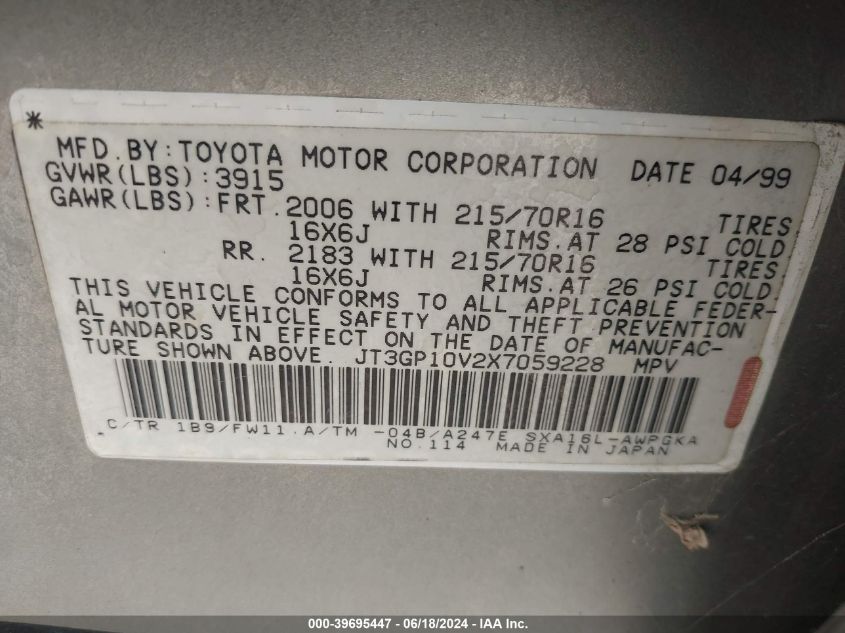 *
MFD.BY:TOYOTA MOTOR CORPORATION DATE 04/99
GVWR(LBS):3915
GAWR(LBS):FRT.2006 WITH 215/70R16 TIRES
16X6J RIMS.AT 28 PSI COLD
RR. 2183 WITH 215/70R16 TIRES
16X6J RIMS.AT 26 PSI COLD.
THIS VEHICLE CONFORMS TO ALL APPLICABLE FEDER-
AL MOTOR VEHICLE SAFETY AND THEFT PREVENTION
STANDARDS IN EFFECT ON THE DATE OF MANUFAC-
TURE SHOWN ABOVE. JT3GP10V2X7059228 MPV
C/TR 1B9/FW11.A/TM -04B/A247E SXA16L-AWPGKA
NO.114 MADE IN JAPAN
000-39695447 - 06/18/2024 - IAA Inc.